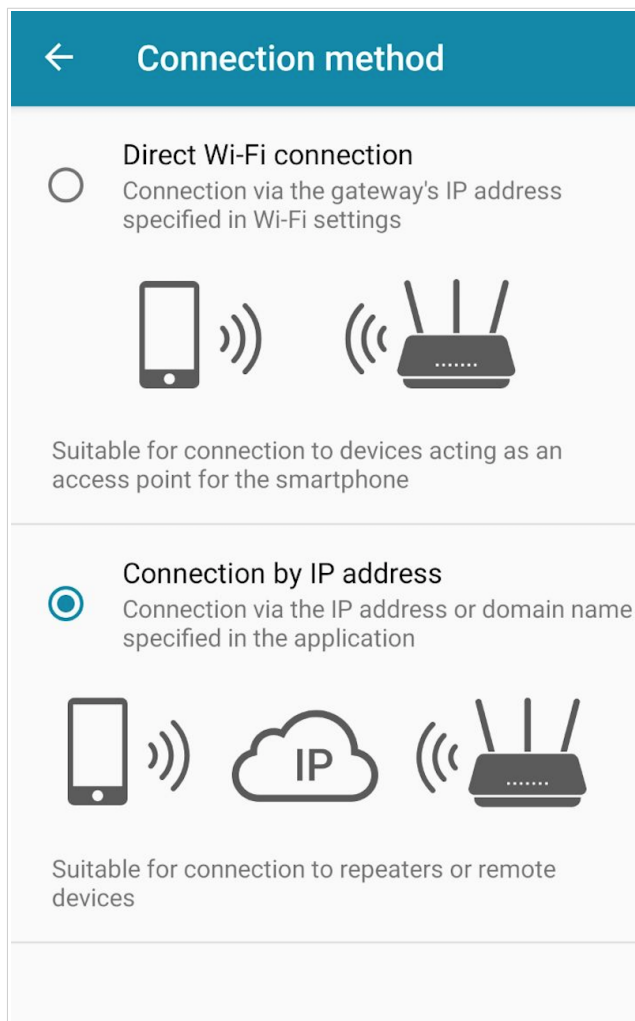 Connection method
Direct Wi-Fi connection
Connection via the gateway's IP address
specified in Wi-Fi settings
Suitable for connection to devices acting as an
access point for the smartphone
Connection by IP address
Connection via the IP address or domain name
specified in the application
IP
Suitable for connection to repeaters or remote
devices